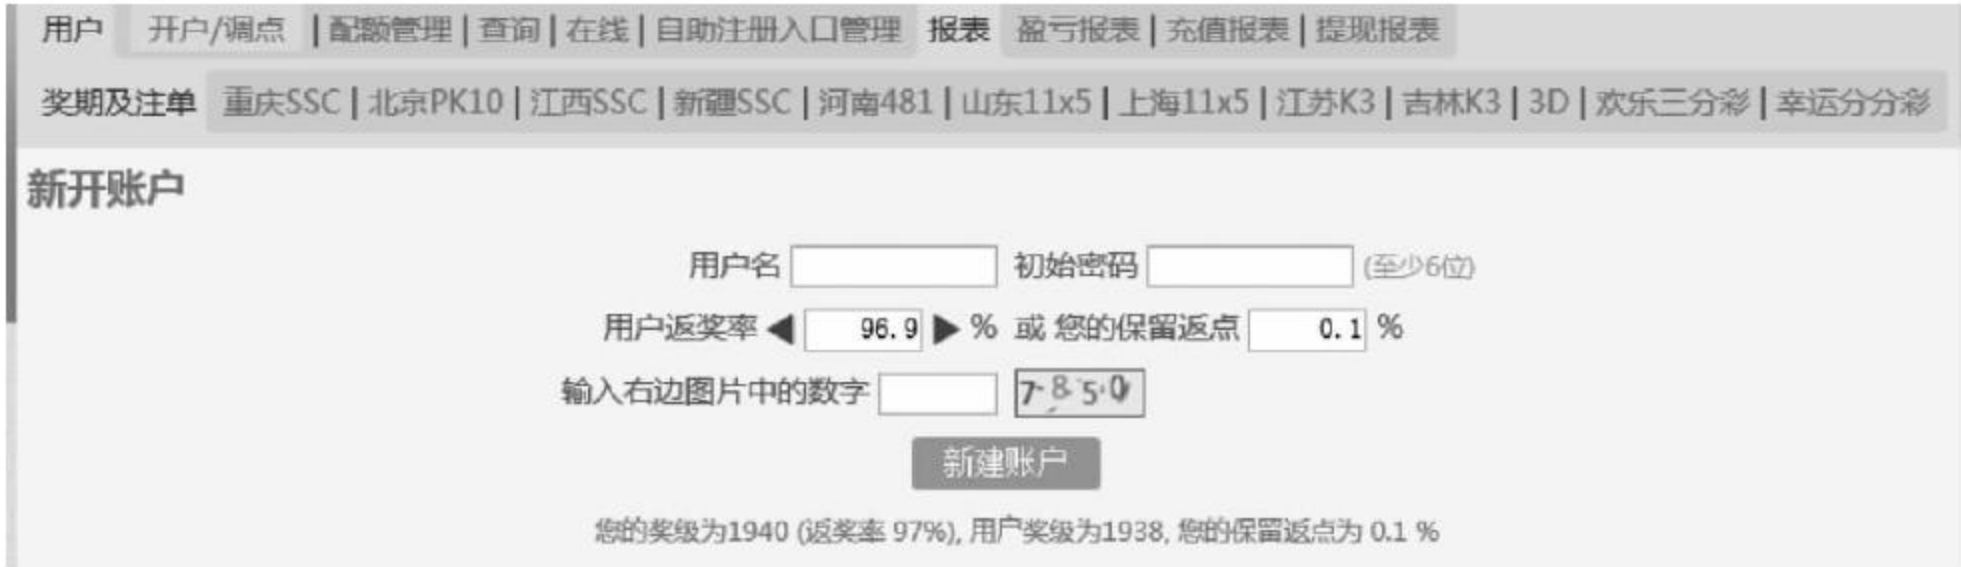 用户 开户/调点 | 配额管理 | 查询 | 在线 | 自助注册入口管理 报表 盈亏报表 | 充值报表 | 提现报表
奖期及注单 重庆SSC | 北京PK10 | 江西SSC | 新疆SSC | 河南481 | 山东11x5 | 上海11x5 | 江苏K3 | 吉林K3 | 3D | 欢乐三分彩 | 幸运分分彩
新开账户
用户名 初始密码 (至少6位)
用户返奖率 ◀ 96.9 ▶ % 或 您的保留返点 0.1 %
输入右边图片中的数字 7850
新建账户
您的奖级为1940 (返奖率 97%), 用户奖级为1938, 您的保留返点为 0.1 %